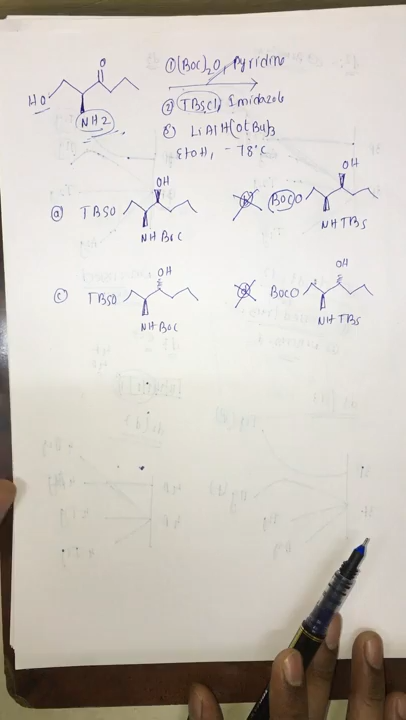 ① (Boc)₂O, Pyridine
O
HO
NH2
② TBSCl, Imidazole
③ LiAlH(OtBu)3
EtOH, -78°C
ⓐ TBSO OH
NHBoc
ⓑ BocO OH
NHTBS
ⓒ TBSO OH
NHBoc
ⓓ BocO OH
NHTBS